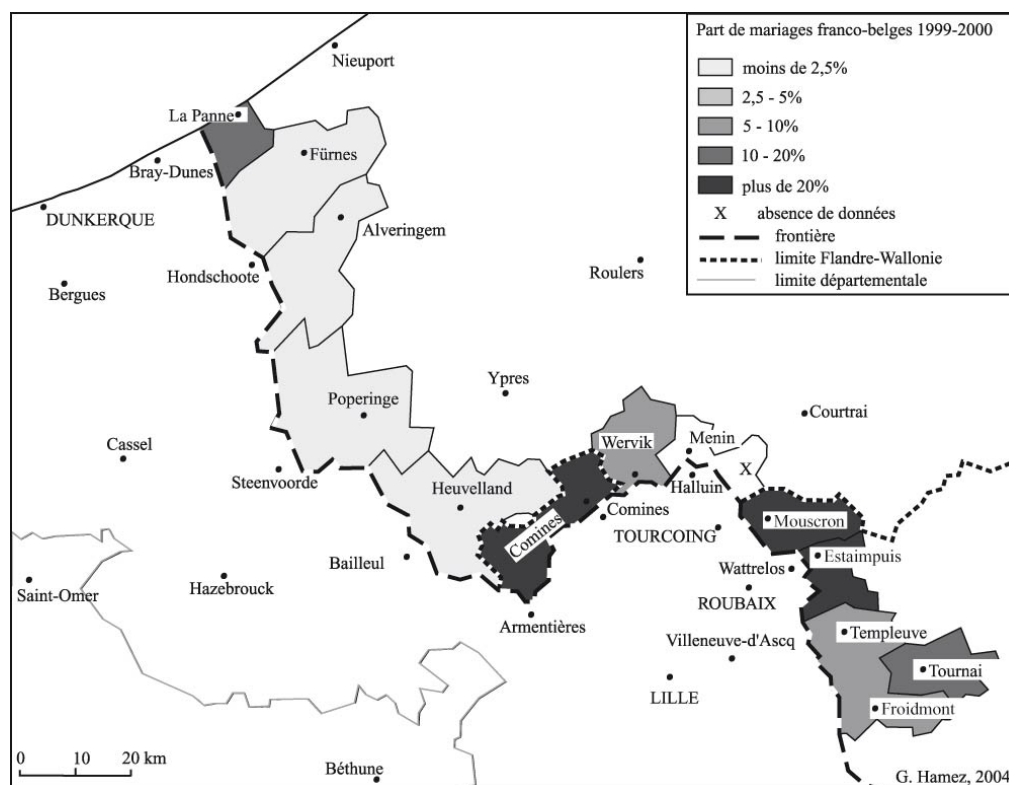 Part de mariages franco-belges 1999-2000
moins de 2,5%
2,5 - 5%
5 - 10%
10 - 20%
plus de 20%
X absence de données
frontière
limite Flandre-Wallonie
limite départementale
Nieuport
La Panne
Fürnes
Bray-Dunes
DUNKERQUE
Alveringem
Hondschoote
Roulers
Bergues
Ypres
Poperinge
Courtrai
Cassel
Wervik
Menin
X
Steenvoorde
Heuvelland
Halluin
Comines
Comines
Mouscron
TOURCOING
Bailleul
Estaimpuis
Wattrelos
Saint-Omer
Hazebrouck
ROUBAIX
Armentières
Templeuve
Villeneuve-d'Ascq
Tournai
LILLE
Froidmont
0 10 20 km
Béthune
G. Hamez, 2004